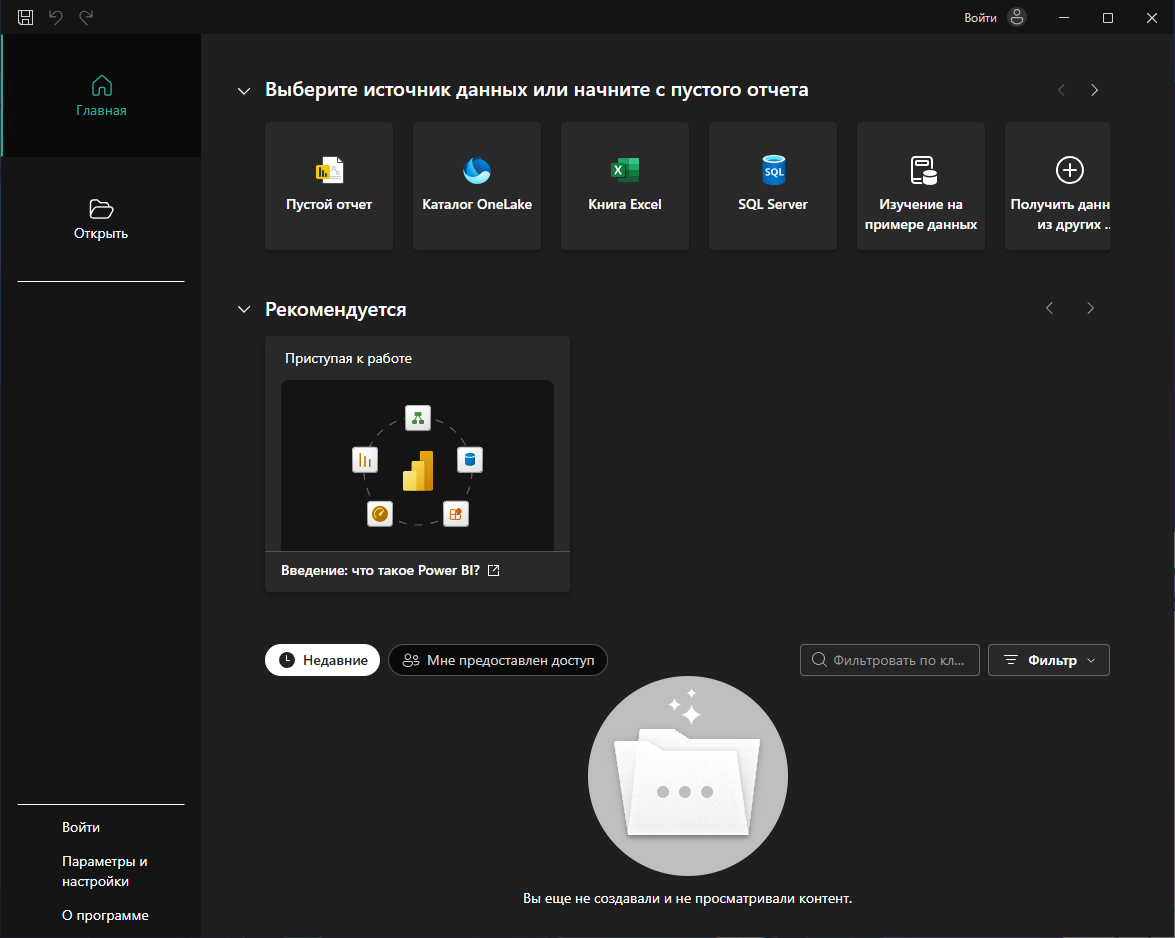 Войти
Главная
Открыть
Выберите источник данных или начните с пустого отчета
Пустой отчет
Каталог OneLake
X
Книга Excel
SQL
SQL Server
Изучение на
примере данных
Получить данн
из других ..
Рекомендуется
Приступая к работе
Введение: что такое Power BI?
Недавние
Мне предоставлен доступ
Фильтровать по кл...
Фильтр
Вы еще не создавали и не просматривали контент.
Войти
Параметры и
настройки
О программе